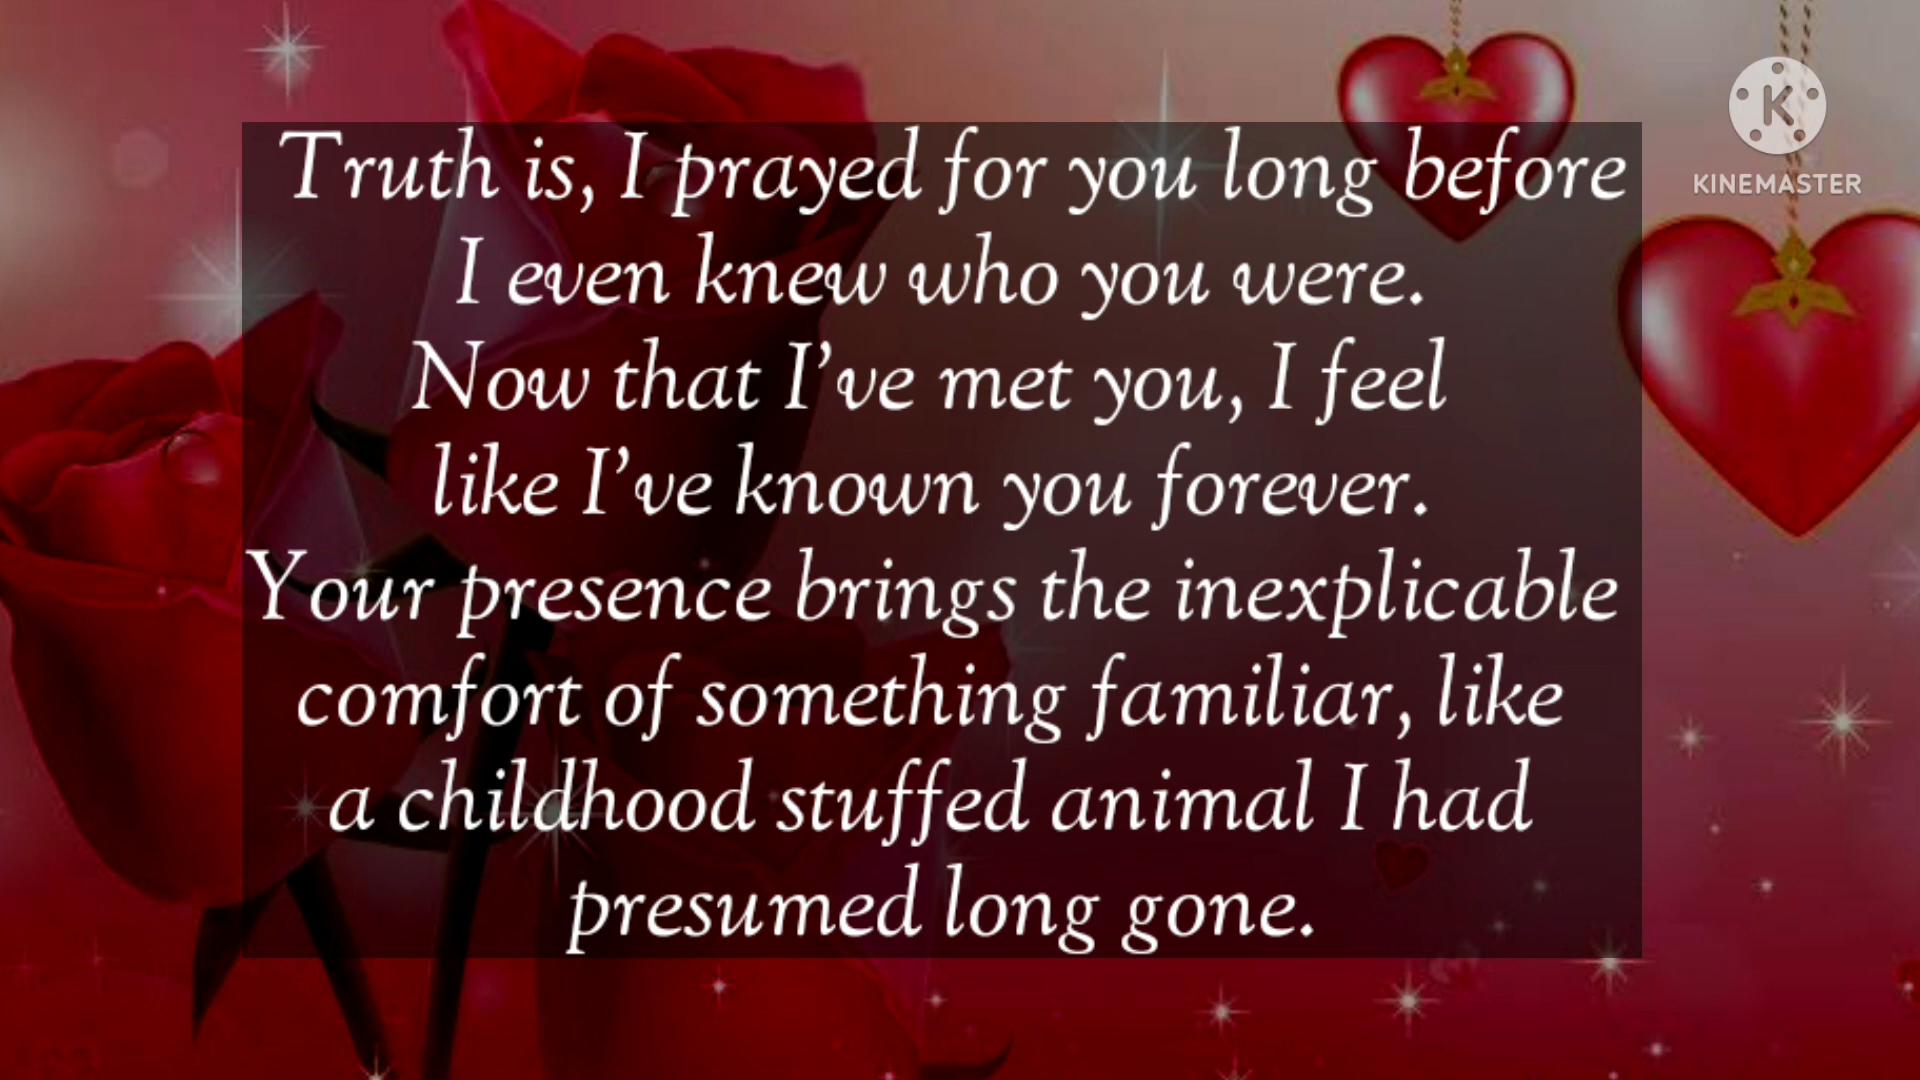 Truth is, I prayed for you long before
I even knew who you were.
Now that I’ve met you, I feel
like I’ve known you forever.
Your presence brings the inexplicable
comfort of something familiar, like
a childhood stuffed animal I had
presumed long gone.
K
KINEMASTER